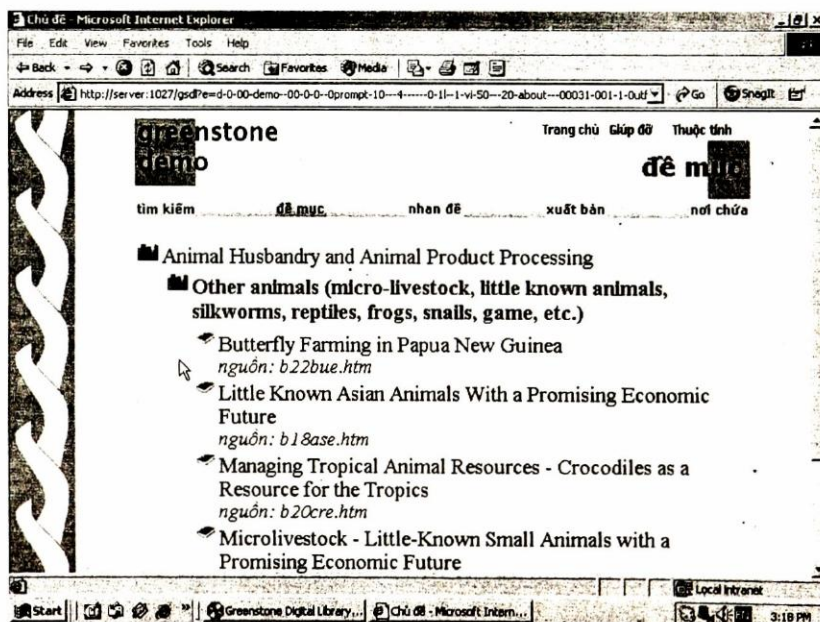 Chủ đề - Microsoft Internet Explorer
File Edit View Favorites Tools Help
Back Search Favorites Media
Address http://server:1027/gsdl?e=d-0-00-demo--00-0-0--0prompt-10---4------0-1l--1-vi-50---20-about---00031-001-1-0utf Go SnagIt
greenstone
demo
Trang chủ Giúp đỡ Thuộc tính
đề mục
tìm kiếm đề mục nhan đề xuất bản nơi chứa
Animal Husbandry and Animal Product Processing
Other animals (micro-livestock, little known animals,
silkworms, reptiles, frogs, snails, game, etc.)
Butterfly Farming in Papua New Guinea
nguồn: b22bue.htm
Little Known Asian Animals With a Promising Economic
Future
nguồn: b18ase.htm
Managing Tropical Animal Resources - Crocodiles as a
Resource for the Tropics
nguồn: b20cre.htm
Microlivestock - Little-Known Small Animals with a
Promising Economic Future
Local intranet
Start Greenstone Digital Library... Chủ đề - Microsoft Intern... 3:18 PM